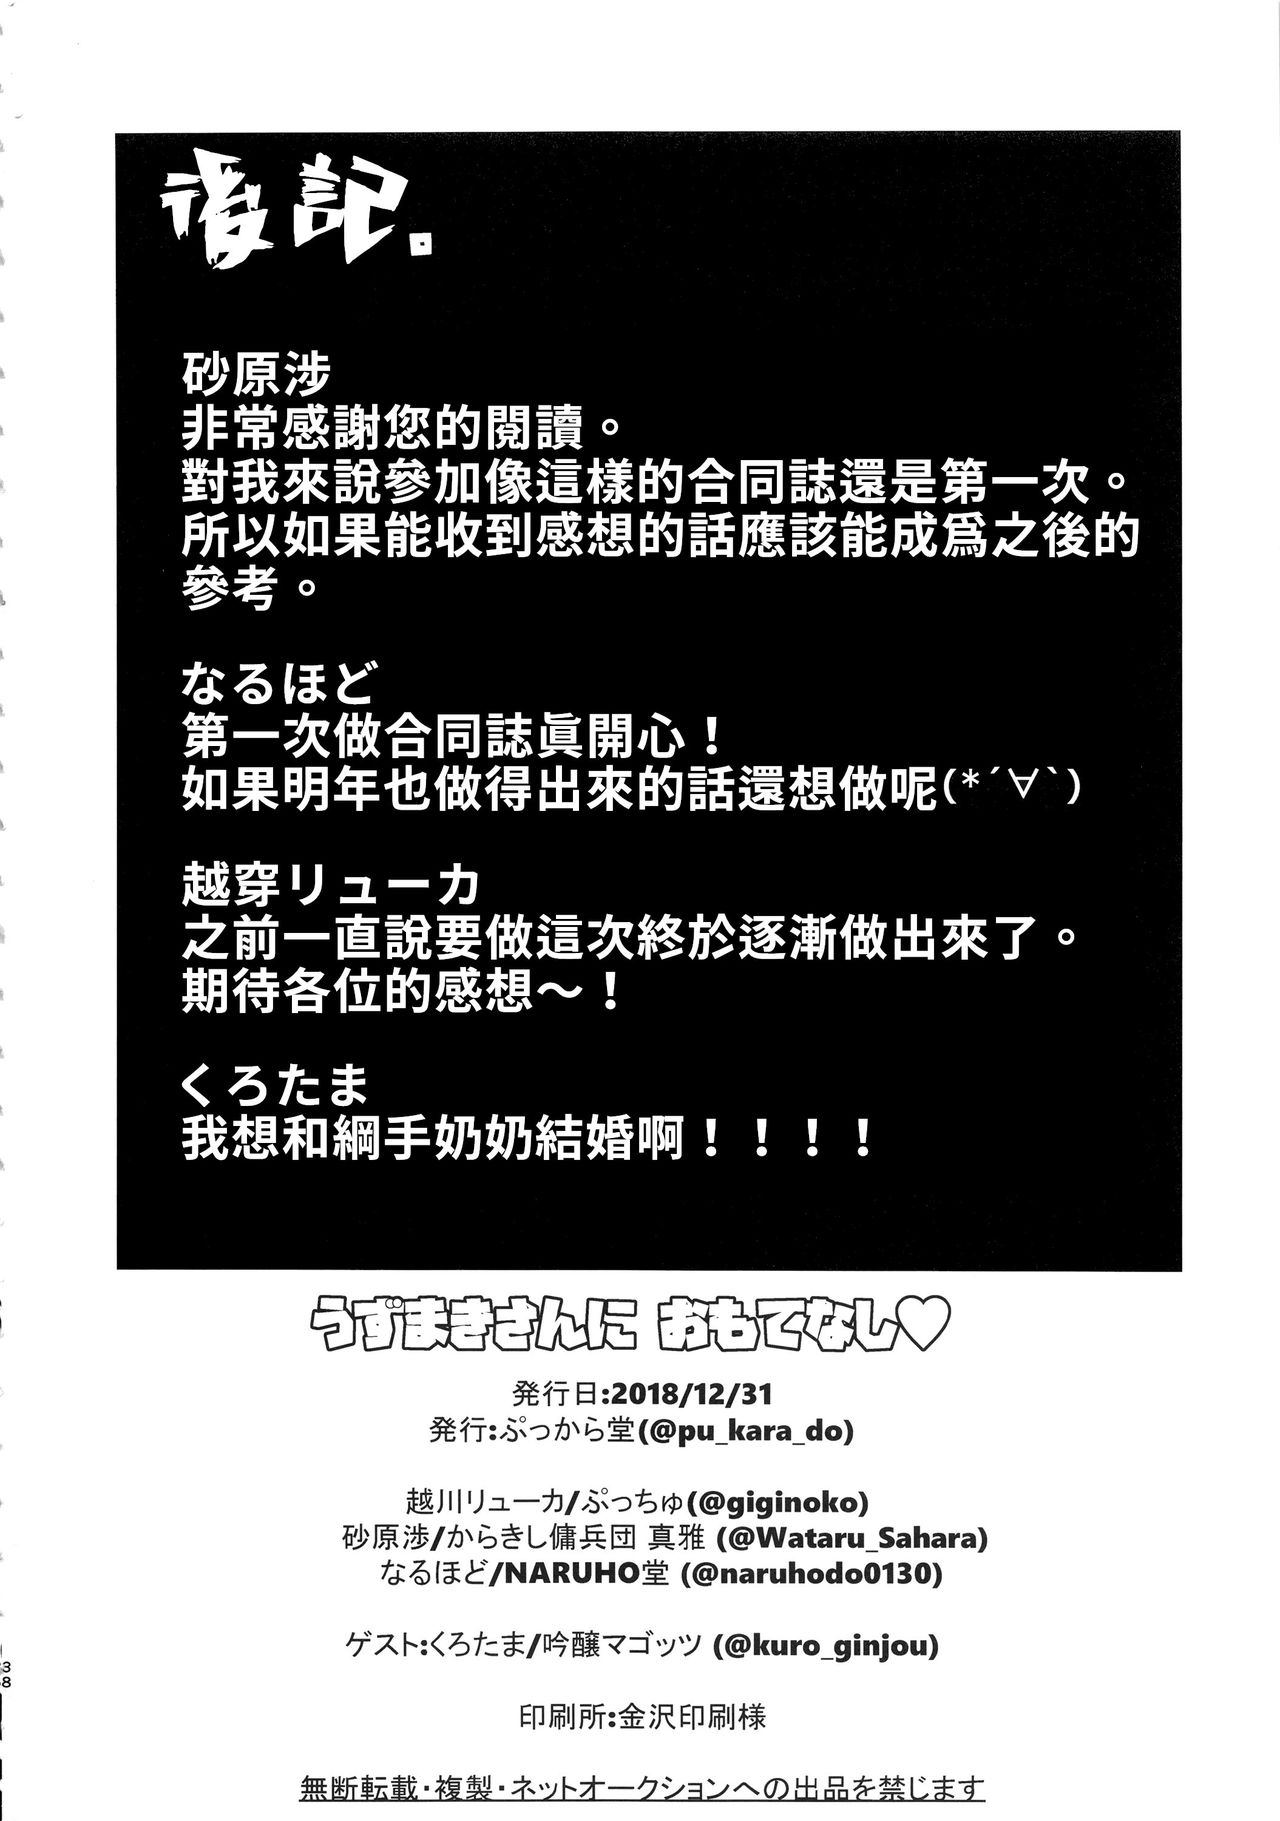 後記。
砂原渉
非常感謝您的閱讀。
對我來說參加像這樣的合同誌還是第一次。
所以如果能收到感想的話應該能成爲之後的
參考。
なるほど
第一次做合同誌眞開心！
如果明年也做得出來的話還想做呢(*´∀`)
越穿リューカ
之前一直說要做這次終於逐漸做出來了。
期待各位的感想～！
くろたま
我想和綱手奶奶結婚啊！！！！
うずまきさんに おもてなし♥
発行日:2018/12/31
発行:ぷっから堂(@pu_kara_do)
越川リューカ/ぷっちゅ(@giginoko)
砂原渉/からきし傭兵団 真雅 (@Wataru_Sahara)
なるほど/NARUHO堂 (@naruhodo0130)
ゲスト:くろたま/吟醸マゴッツ (@kuro_ginjou)
印刷所:金沢印刷様
無断転載・複製・ネットオークションへの出品を禁じます